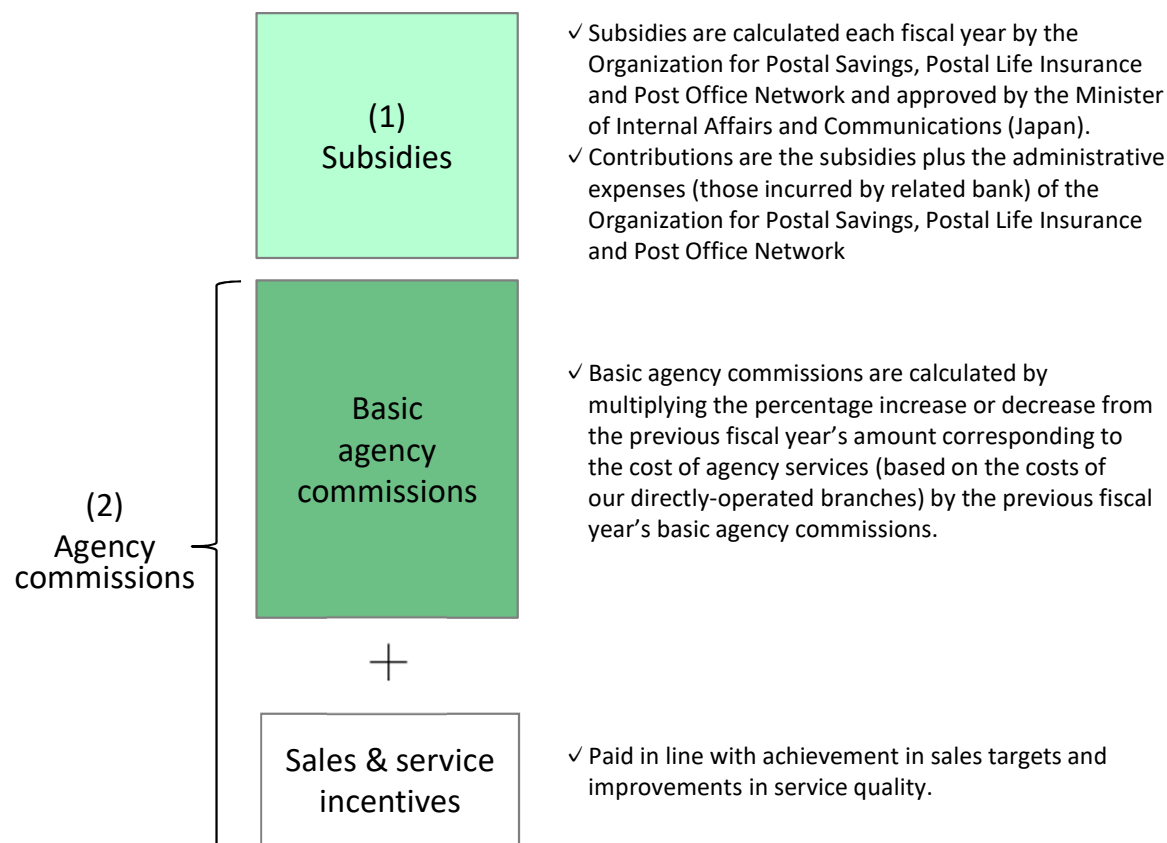 (1)
Subsidies
✓ Subsidies are calculated each fiscal year by the
Organization for Postal Savings, Postal Life Insurance
and Post Office Network and approved by the Minister
of Internal Affairs and Communications (Japan).
✓ Contributions are the subsidies plus the administrative
expenses (those incurred by related bank) of the
Organization for Postal Savings, Postal Life Insurance
and Post Office Network
(2)
Agency
commissions
Basic
agency
commissions
✓ Basic agency commissions are calculated by
multiplying the percentage increase or decrease from
the previous fiscal year’s amount corresponding to
the cost of agency services (based on the costs of
our directly-operated branches) by the previous fiscal
year’s basic agency commissions.
+
Sales & service
incentives
✓ Paid in line with achievement in sales targets and
improvements in service quality.